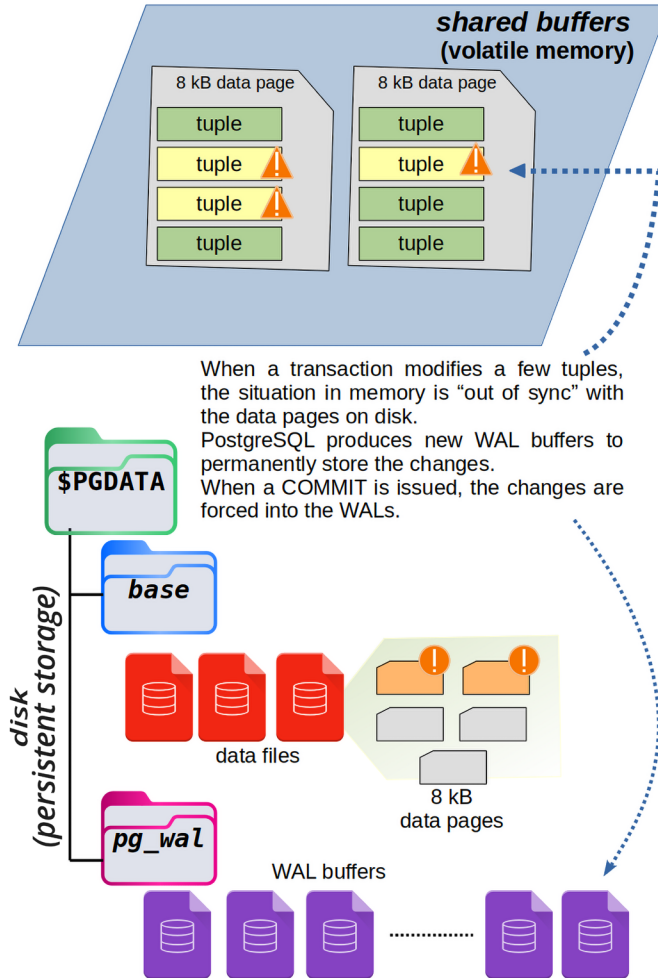 shared buffers
(volatile memory)
8 kB data page
tuple
tuple
tuple
tuple
8 kB data page
tuple
tuple
tuple
tuple
When a transaction modifies a few tuples,
the situation in memory is “out of sync” with
the data pages on disk.
PostgreSQL produces new WAL buffers to
permanently store the changes.
When a COMMIT is issued, the changes are
forced into the WALs.
$PGDATA
base
disk
(persistent storage)
data files
8 kB
data pages
pg_wal
WAL buffers